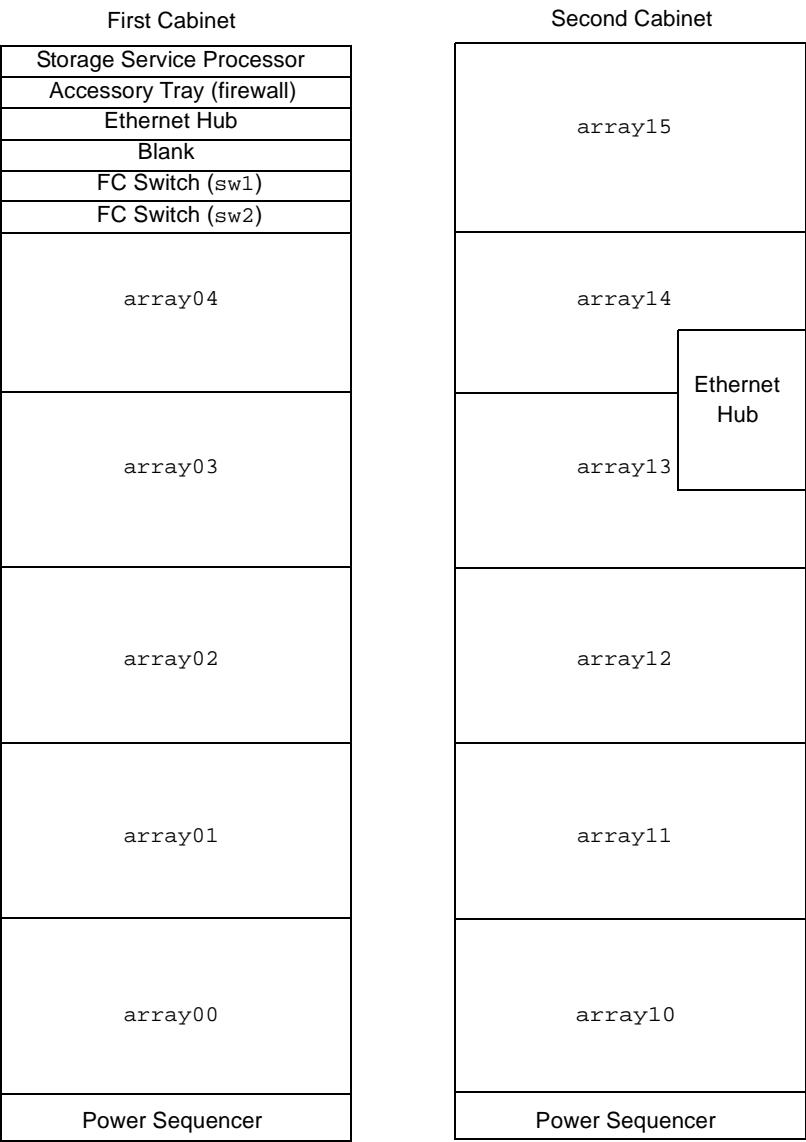 First Cabinet
Storage Service Processor
Accessory Tray (firewall)
Ethernet Hub
Blank
FC Switch (sw1)
FC Switch (sw2)
array04
array03
array02
array01
array00
Power Sequencer
Second Cabinet
array15
array14
Ethernet
Hub
array13
array12
array11
array10
Power Sequencer